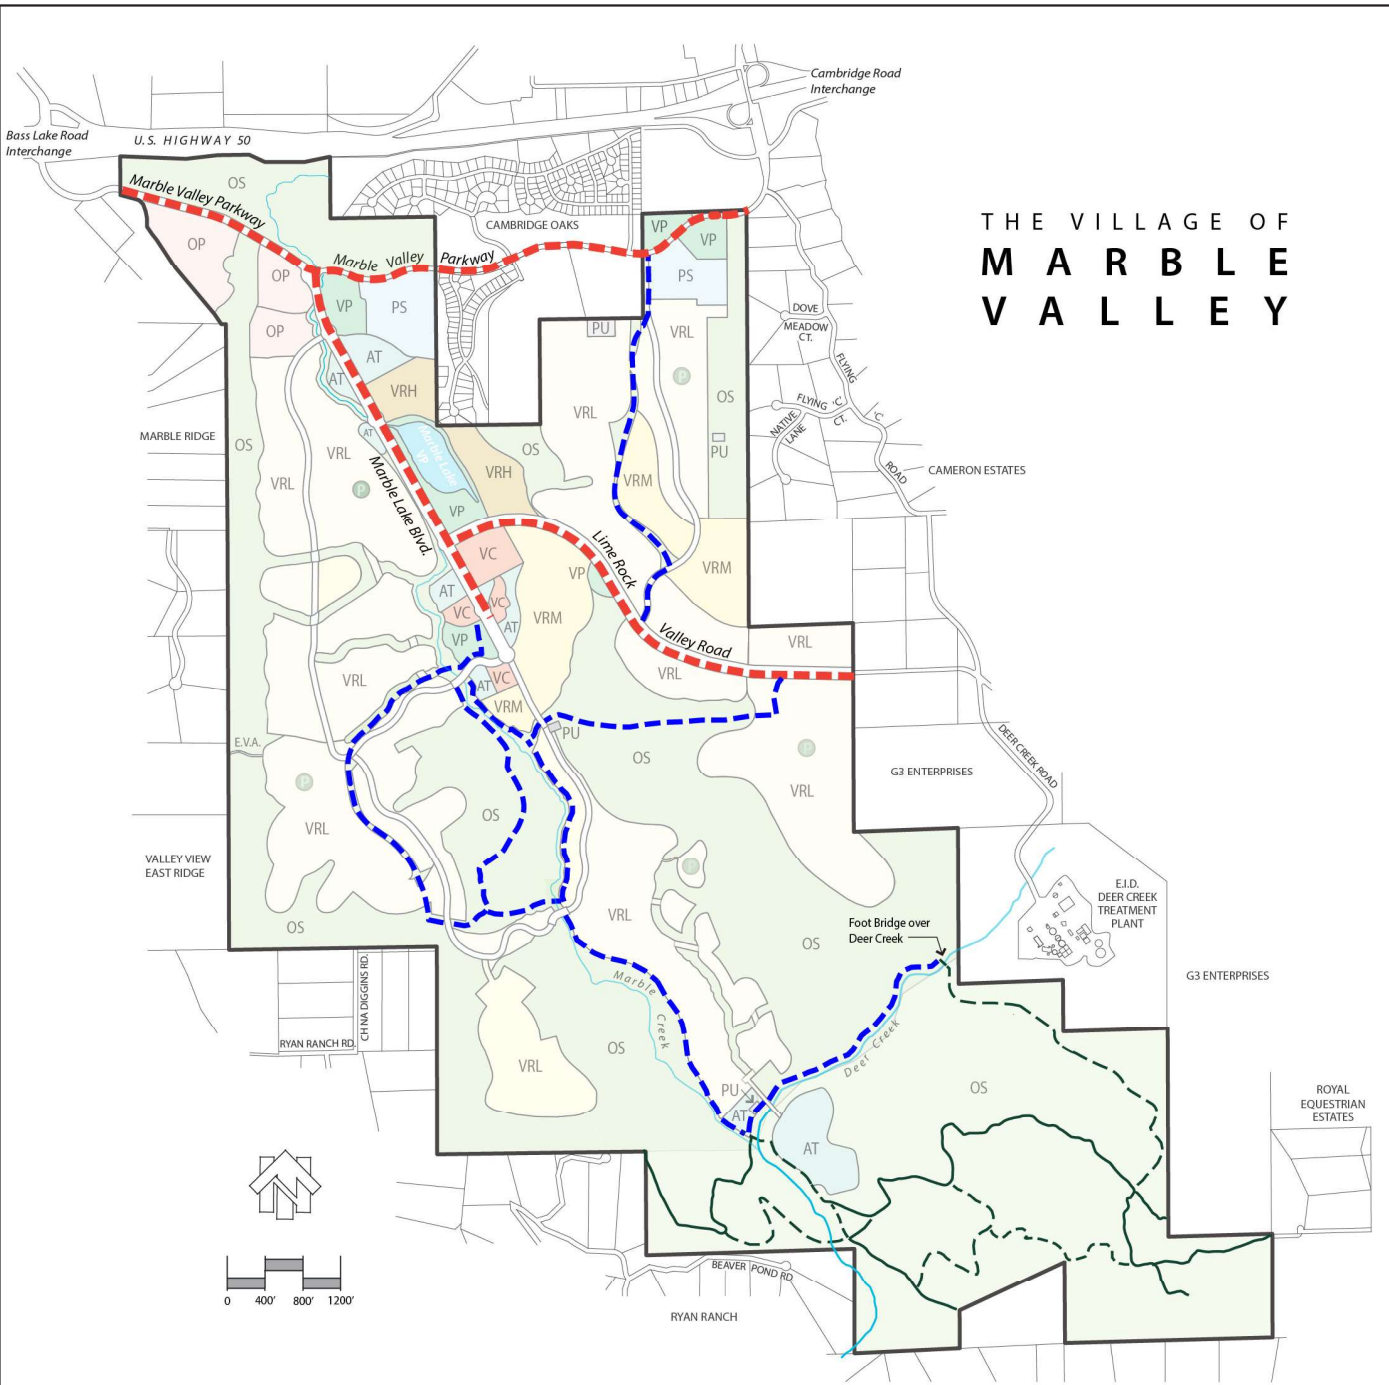 Cambridge Road
Interchange
Bass Lake Road
Interchange
U.S. HIGHWAY 50
OS
Marble Valley Parkway
THE VILLAGE OF
MARBLE
VALLEY
CAMBRIDGE OAKS
VP
VP
OP
Marble Valley
Parkway
OP
PS
VP
PS
DOVE
MEADOW
CT.
OP
PU
VRL
AT
FLYING
AT
P
VRH
OS
FLYING 'C'
CT.
'C'
NATIVE
LANE
VRL
AT
MARBLE RIDGE
OS
VRL
Marble Lake
VP
OS
PU
ROAD
CAMERON ESTATES
VRH
VRL
VRM
P
Marble Lake Blvd.
VP
Lime Rock
VC
VP
VRM
AT
VC
VC
VRM
AT
VP
Valley Road
VRL
VRL
VRL
AT
VC
VRM
PU
E.V.A.
OS
P
DEER CREEK ROAD
G3 ENTERPRISES
P
VRL
OS
VRL
VALLEY VIEW
EAST RIDGE
P
E.I.D.
DEER CREEK
TREATMENT
PLANT
VRL
OS
Foot Bridge over
Deer Creek
OS
G3 ENTERPRISES
CHINA DIGGINS RD.
Marble
Creek
RYAN RANCH RD.
OS
Deer Creek
VRL
PU
OS
ROYAL
EQUESTRIAN
ESTATES
AT
AT
BEAVER POND RD
0 400' 800' 1200'
RYAN RANCH